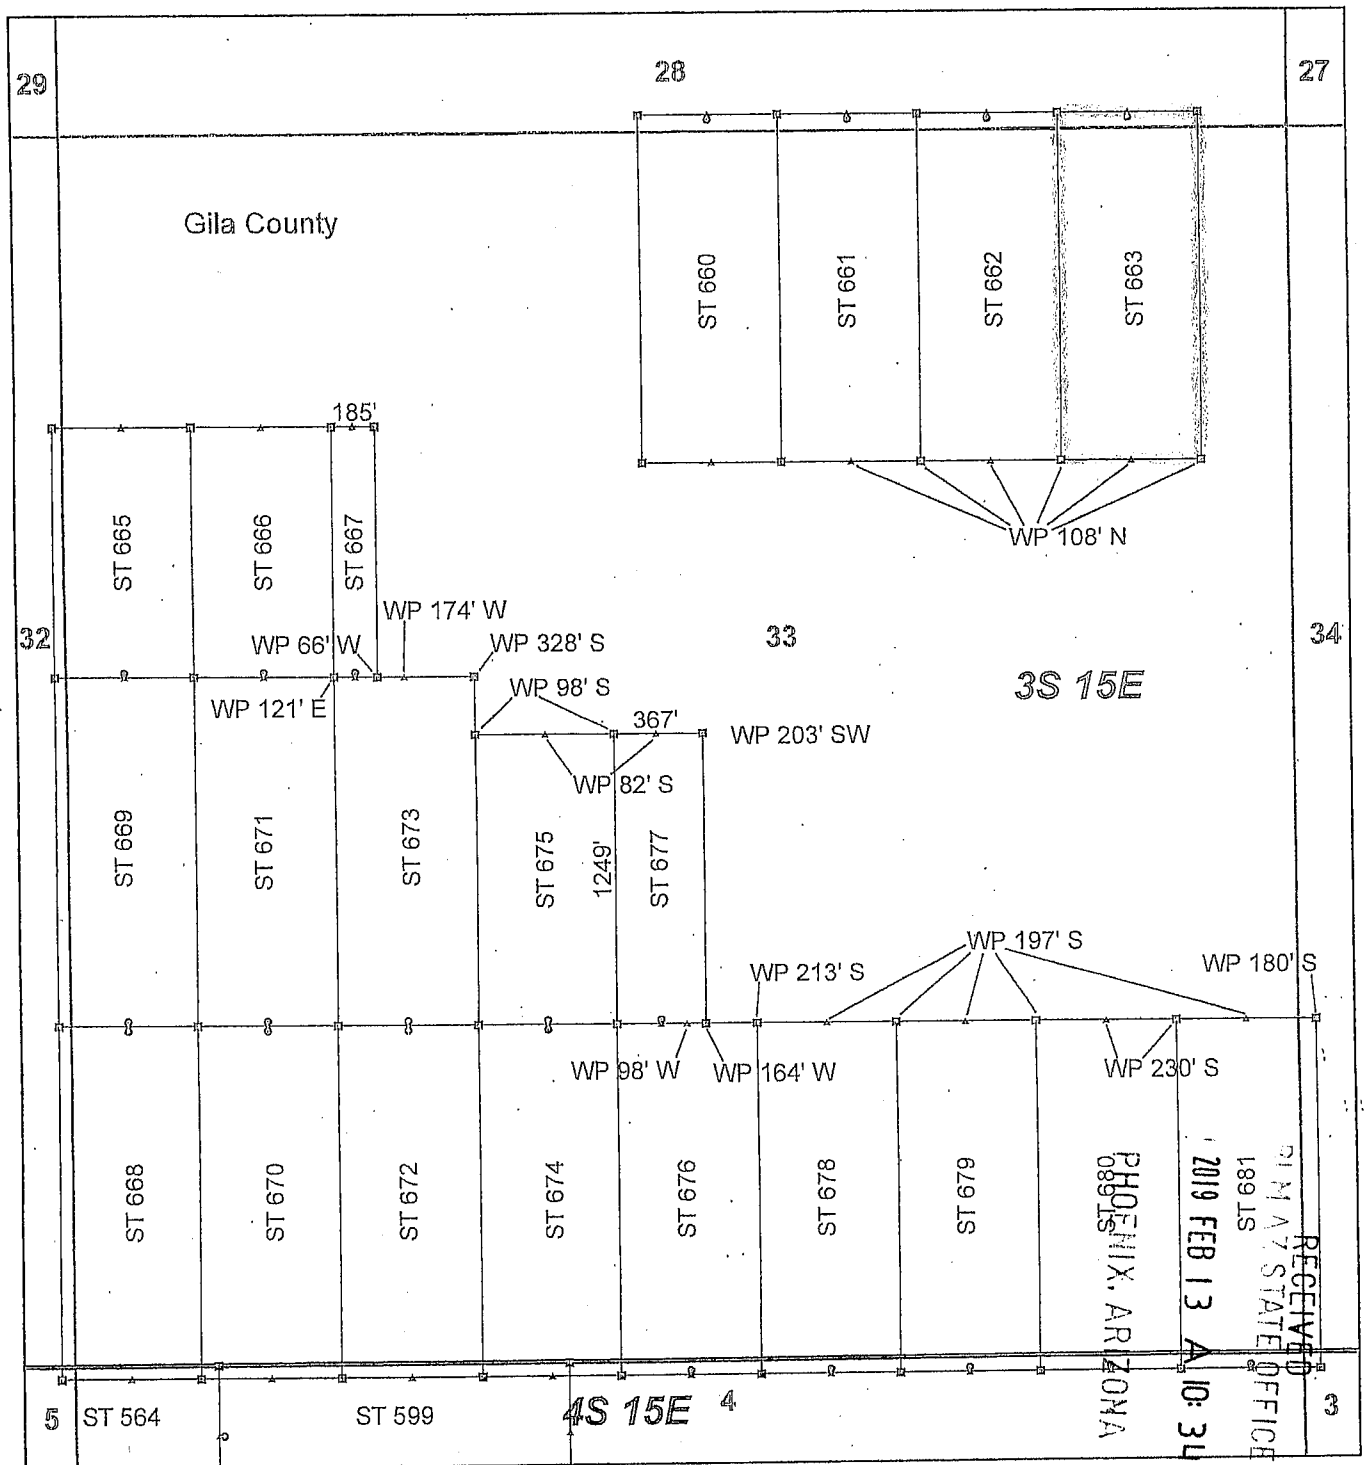 29
28
27
Gila County
ST 660
ST 661
ST 662
ST 663
185'
ST 665
ST 666
ST 667
WP 108' N
32
WP 174' W
WP 66' W
WP 328' S
33
34
WP 121' E
WP 98' S
3S 15E
367'
WP 203' SW
WP 82' S
ST 669
ST 671
ST 673
ST 675
1249'
ST 677
WP 197' S
WP 213' S
WP 180' S
WP 98' W
WP 164' W
WP 230' S
ST 668
ST 670
ST 672
ST 674
ST 676
ST 678
ST 679
ST 680
ST 681
RECEIVED
BLM AZ STATE OFFICE
2019 FEB 13 A 10: 34
PHOENIX, ARIZONA
5
ST 564
ST 599
4S 15E
4
3